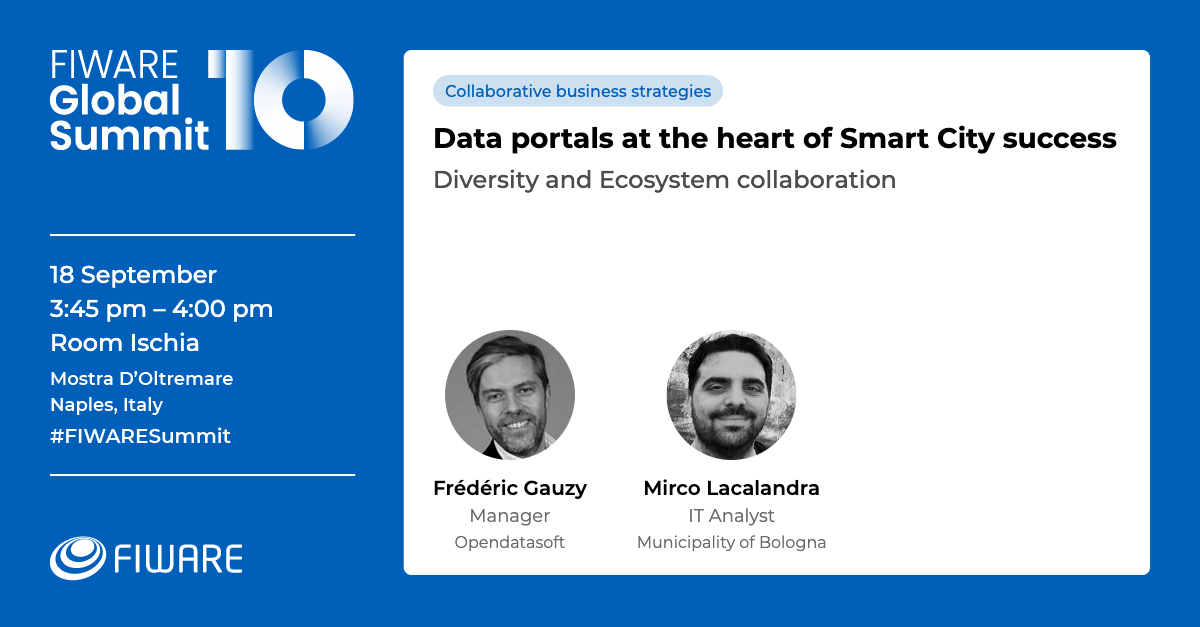 FIWARE
Global
Summit
10
18 September
3:45 pm – 4:00 pm
Room Ischia
Mostra D’Oltremare
Naples, Italy
#FIWARESummit
FIWARE
Collaborative business strategies
Data portals at the heart of Smart City success
Diversity and Ecosystem collaboration
Frédéric Gauzy
Manager
Opendatasoft
Mirco Lacalandra
IT Analyst
Municipality of Bologna